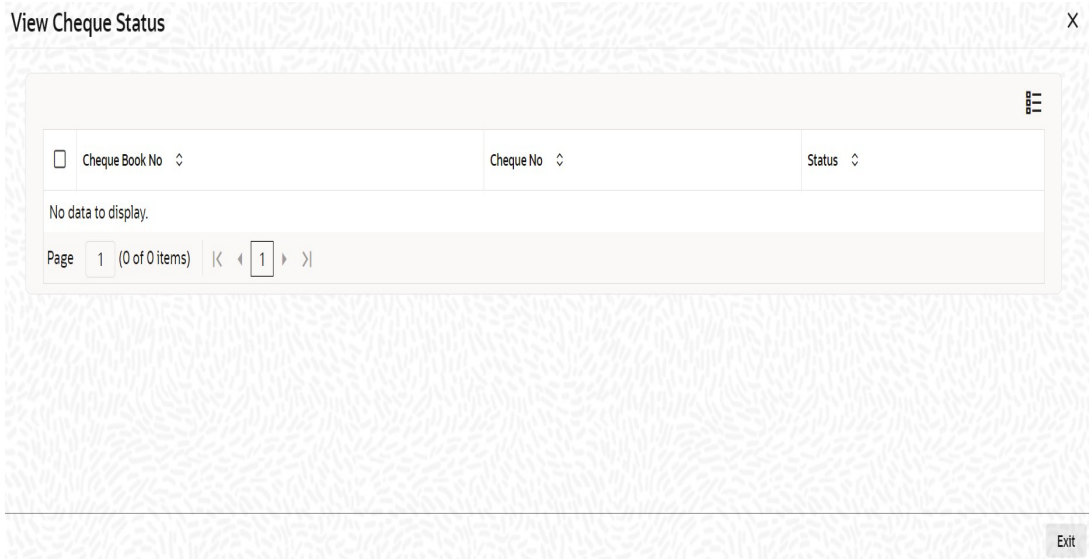 View Cheque Status X
Cheque Book No Cheque No Status
No data to display.
Page 1 (0 of 0 items) 1
Exit